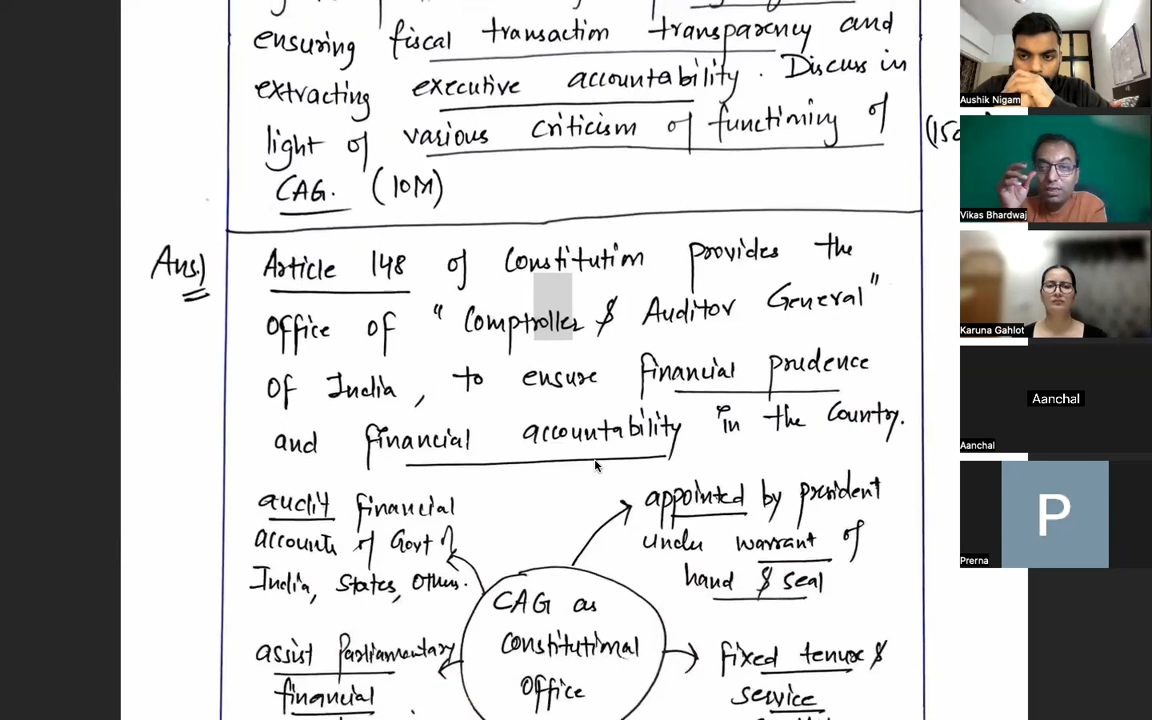 ensuring fiscal transaction transparency and
extracting executive accountability. Discuss in
light of various criticism of functining of
CAG. (10M)
Ans)
Article 148 of Constitution provides the
Office of "Comptroller & Auditor General"
Of India, to ensure financial prudence
and financial accountability in the Country.
audit financial
accounts of Govt of
India, States, Others.
appointed by president
under warrant of
hand & seal
CAG as
Constitutimal
Office
assist Parliamentary
financial
fixed tenure &
service
Aushik Nigam
Vikas Bhardwaj
Karuna Gahlot
Aanchal
Aanchal
P
Prerna